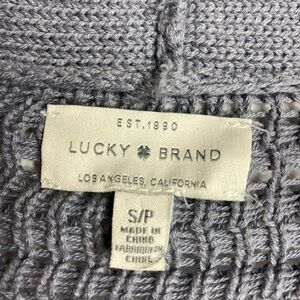 EST.1990
LUCKY BRAND
LOS ANGELES, CALIFORNIA
S/P
MADE IN
CHINA
FABRIQUÉ EN
CHINE